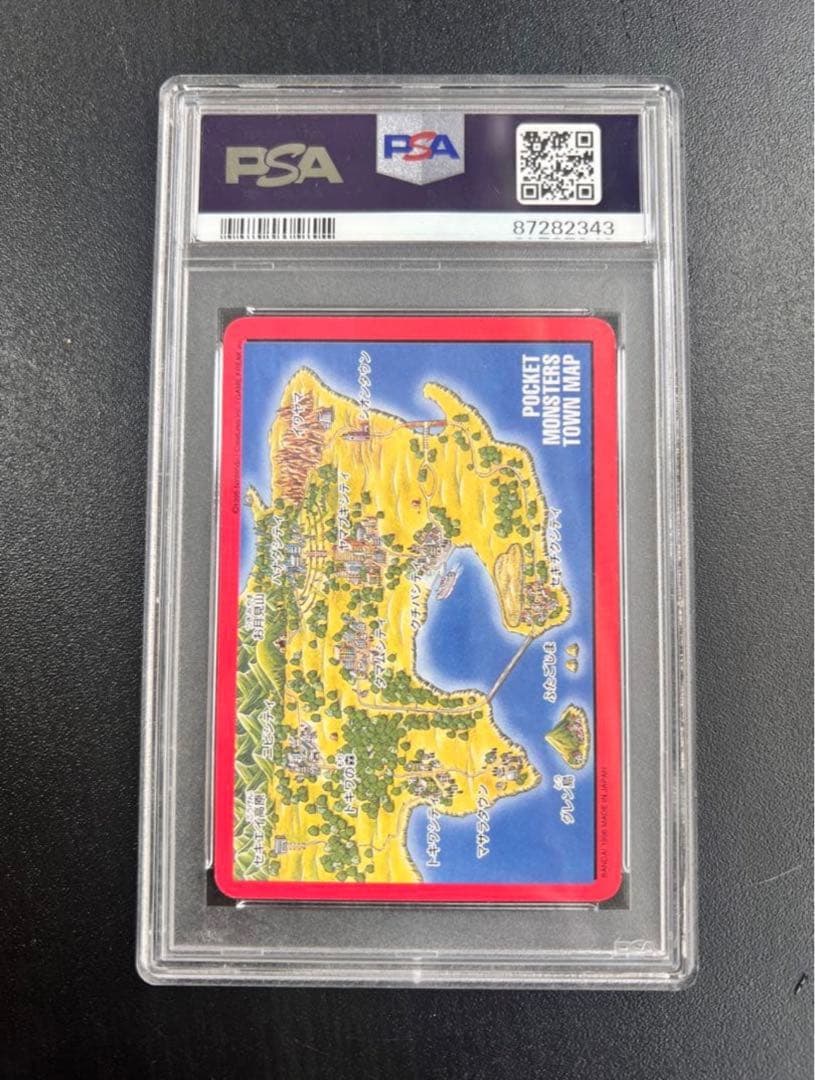 PSA
PSA
87282343
POCKET
MONSTERS
TOWN MAP
イワヤマ
シオンタウン
ハナダシティ
ヤマブキシティ
お月見山
タマムシティ
クチバシティ
セキチクシティ
ニビシティ
ふたごじま
セキエイ高原
トキワの森
トキワシティ
マサラタウン
グレン島
BANDAI 1996 MADE IN JAPAN
PSA